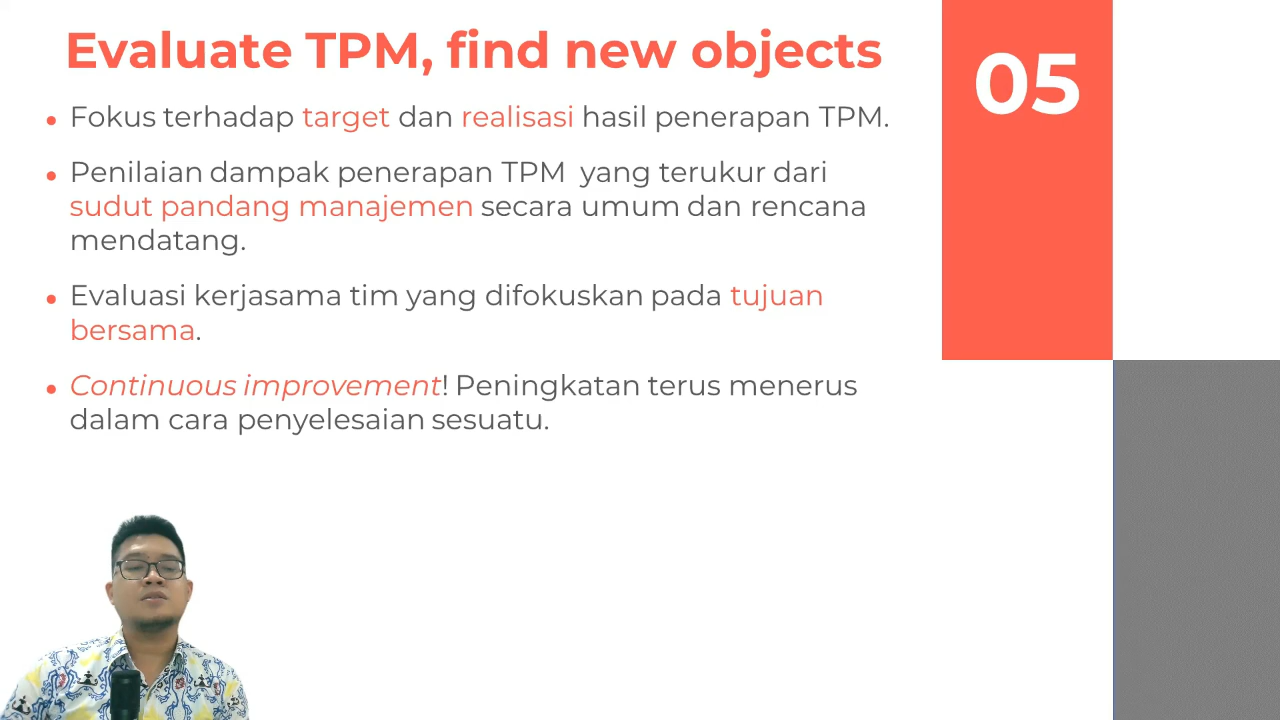 Evaluate TPM, find new objects
05
Fokus terhadap target dan realisasi hasil penerapan TPM.
Penilaian dampak penerapan TPM yang terukur dari
sudut pandang manajemen secara umum dan rencana
mendatang.
Evaluasi kerjasama tim yang difokuskan pada tujuan
bersama.
Continuous improvement! Peningkatan terus menerus
dalam cara penyelesaian sesuatu.